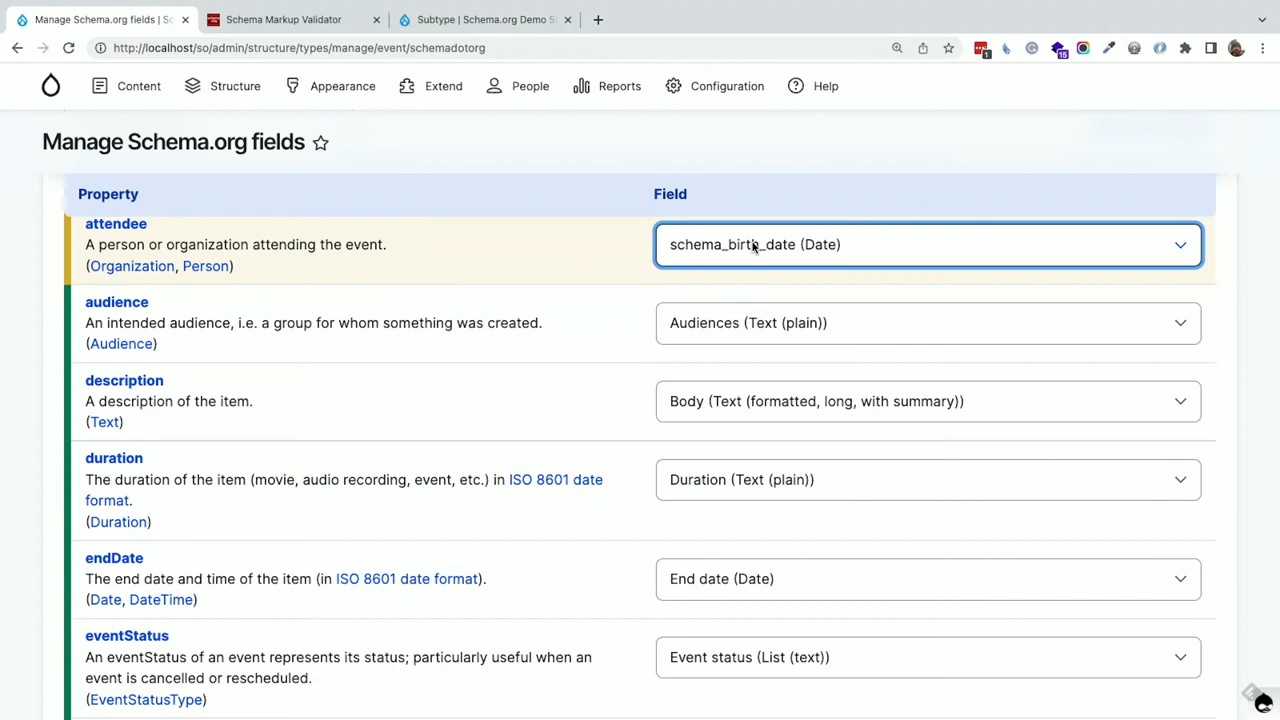 Manage Schema.org fields | Sc
Schema Markup Validator
Subtype | Schema.org Demo S
http://localhost/so/admin/structure/types/manage/event/schemadotorg
1
15
Content
Structure
Appearance
Extend
People
Reports
Configuration
Help
Manage Schema.org fields
Property
Field
attendee
A person or organization attending the event.
(Organization, Person)
schema_birth_date (Date)
audience
An intended audience, i.e. a group for whom something was created.
(Audience)
Audiences (Text (plain))
description
A description of the item.
(Text)
Body (Text (formatted, long, with summary))
duration
The duration of the item (movie, audio recording, event, etc.) in ISO 8601 date
format.
(Duration)
Duration (Text (plain))
endDate
The end date and time of the item (in ISO 8601 date format).
(Date, DateTime)
End date (Date)
eventStatus
An eventStatus of an event represents its status; particularly useful when an
event is cancelled or rescheduled.
(EventStatusType)
Event status (List (text))